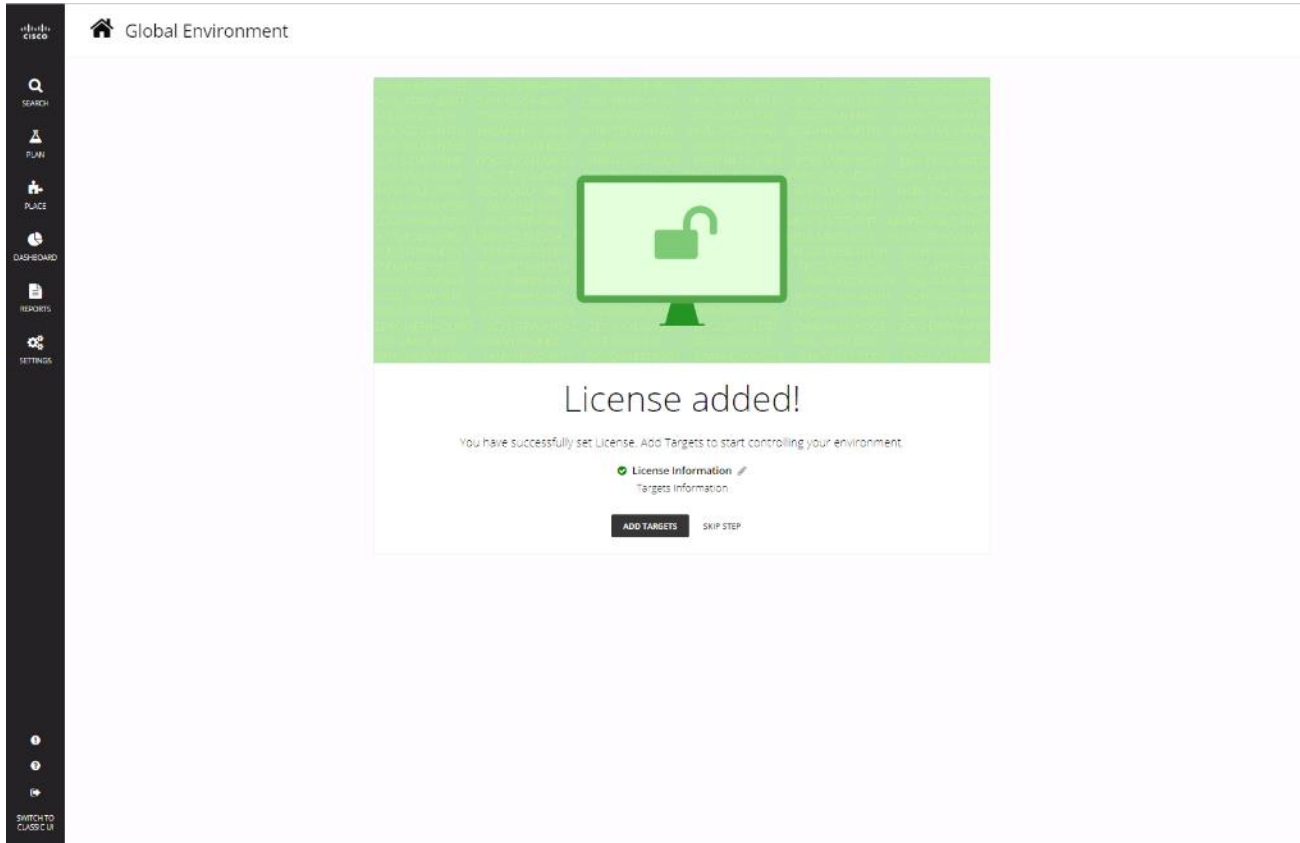 CISCO
Global Environment
SEARCH
PLAN
PLACE
DASHBOARD
REPORTS
SETTINGS
License added!
You have successfully set License. Add Targets to start controlling your environment.
License Information
Targets Information
ADD TARGETS SKIP STEP
SWITCH TO
CLASSIC UI